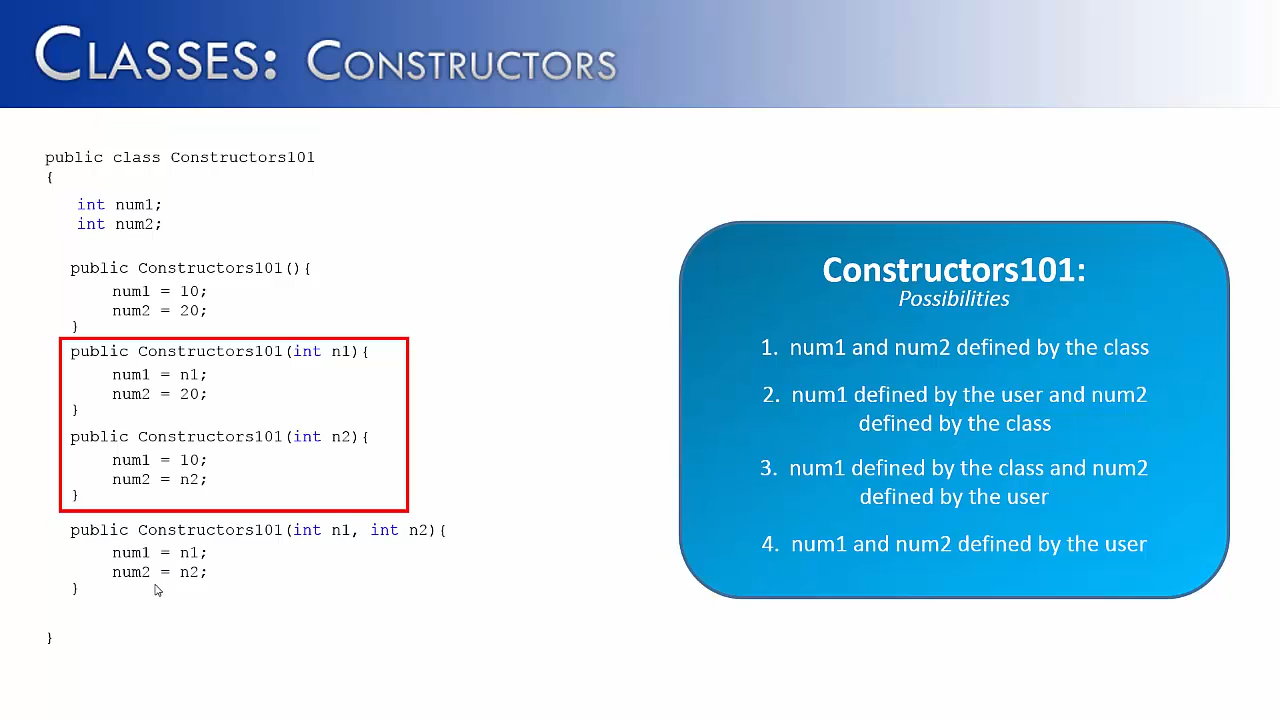 CLASSES: CONSTRUCTORS
public class Constructors101
{
int num1;
int num2;
public Constructors101(){
num1 = 10;
num2 = 20;
}
public Constructors101(int n1){
num1 = n1;
num2 = 20;
}
public Constructors101(int n2){
num1 = 10;
num2 = n2;
}
public Constructors101(int n1, int n2){
num1 = n1;
num2 = n2;
}
}
Constructors101:
Possibilities
1. num1 and num2 defined by the class
2. num1 defined by the user and num2
defined by the class
3. num1 defined by the class and num2
defined by the user
4. num1 and num2 defined by the user